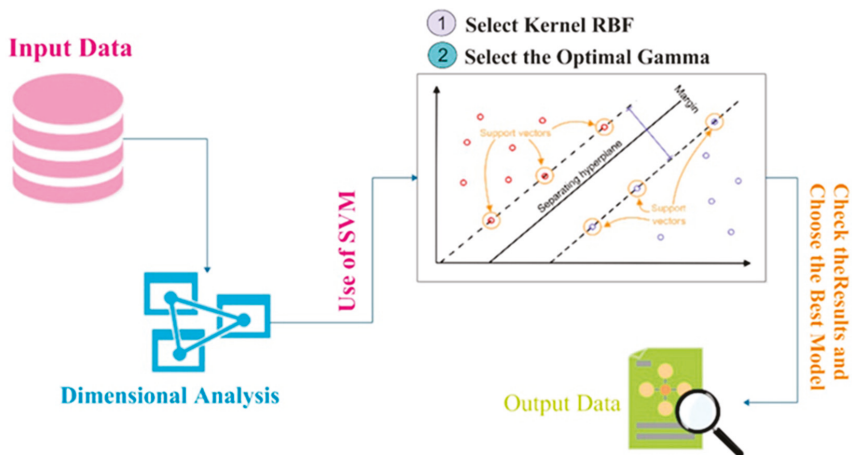 Input Data
1 Select Kernel RBF
2 Select the Optimal Gamma
Margin
Support vectors
Separating hyperplane
Support
vectors
Use of SVM
Dimensional Analysis
Check theResults and
Choose the Best Model
Output Data